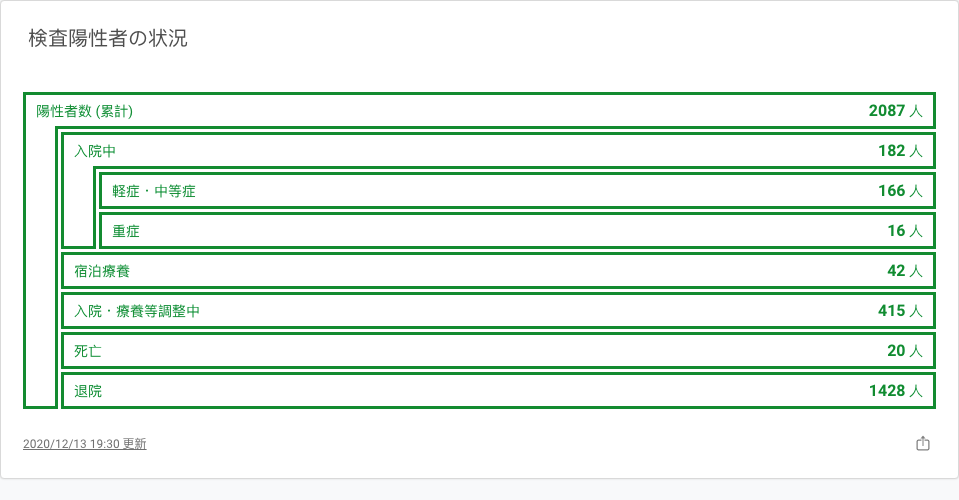 検査陽性者の状況
陽性者数 (累計) 2087 人
入院中 182 人
軽症・中等症 166 人
重症 16 人
宿泊療養 42 人
入院・療養等調整中 415 人
死亡 20 人
退院 1428 人
2020/12/13 19:30 更新